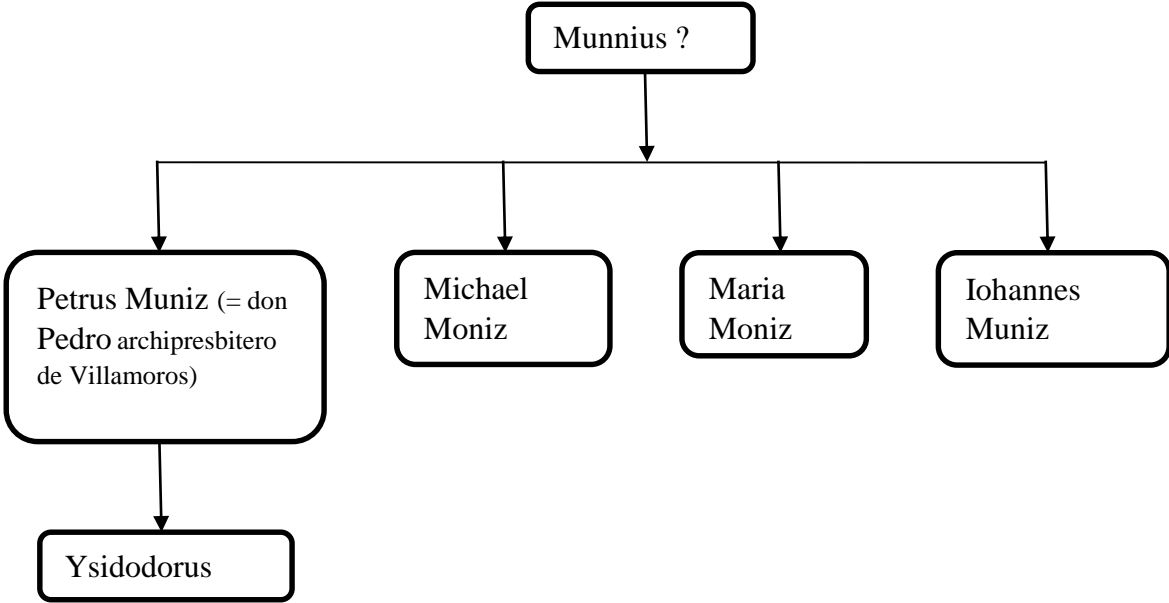 Munnius ?
Petrus Muniz (= don
Pedro archipresbitero
de Villamoros)
Michael
Moniz
Maria
Moniz
Iohannes
Muniz
Ysidodorus